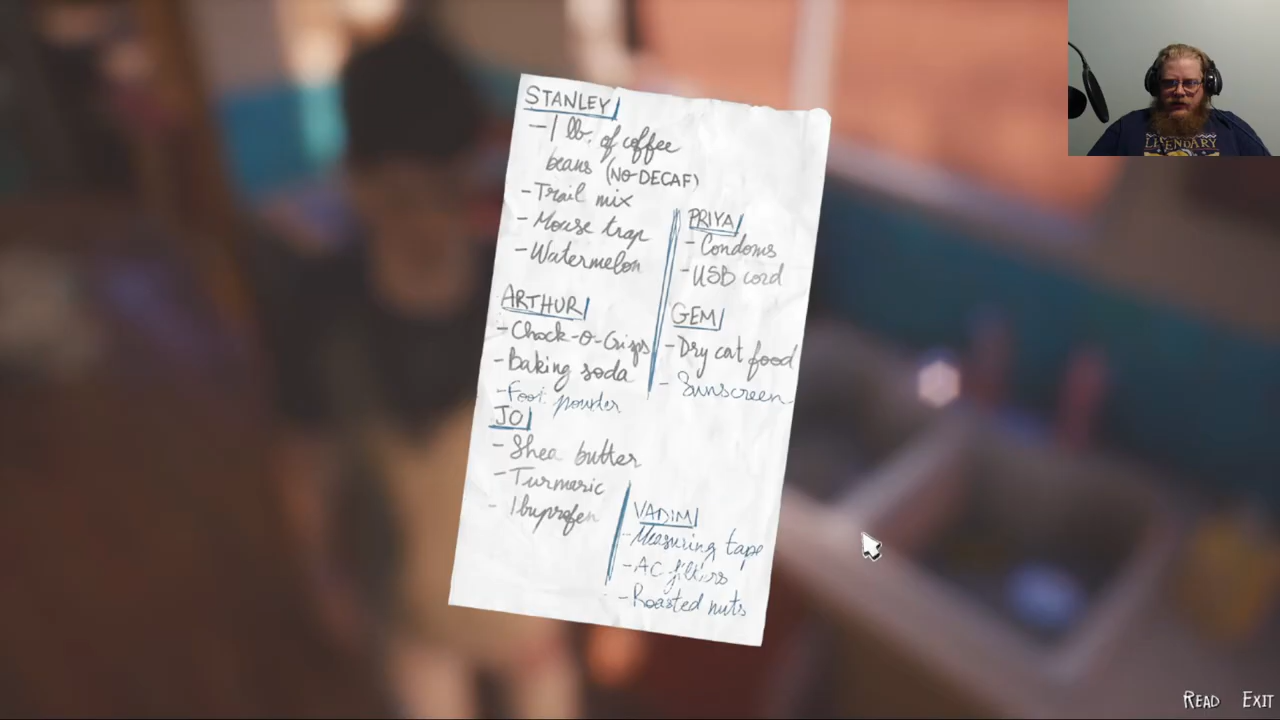 STANLEY
- 1 lb. of coffee
beans (NO DECAF)
- Trail mix
- Mouse trap
- Watermelon
ARTHUR
- Chock-o-Crisps
- Baking soda
- Foot powder
JO
- Shea butter
- Turmeric
- Ibuprofen
PRIYA
- Condoms
- USB cord
GEM
- Dry cat food
- Sunscreen
VADIM
- Measuring tape
- AC filters
- Roasted nuts
LEGENDARY
READ EXIT